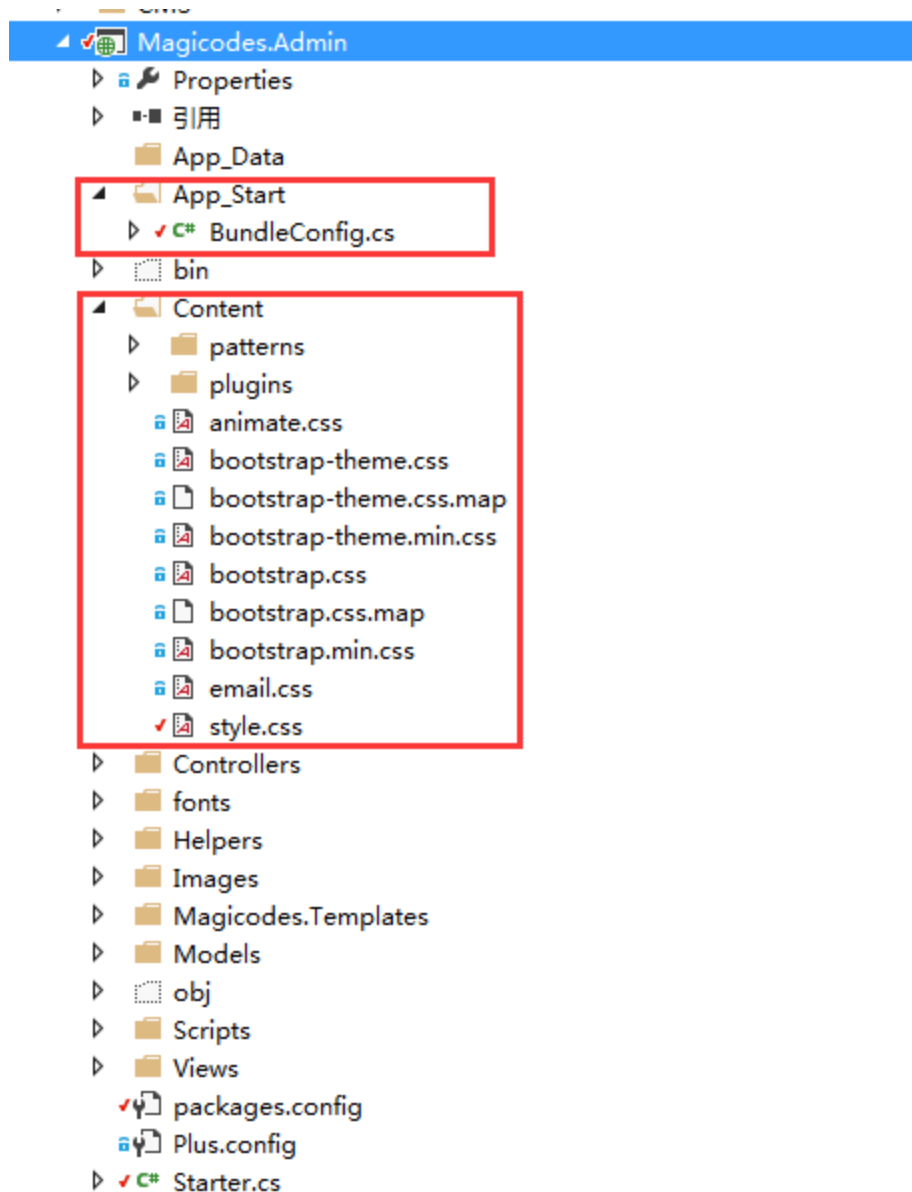 CMS
Magicodes.Admin
Properties
引用
App_Data
App_Start
C# BundleConfig.cs
bin
Content
patterns
plugins
animate.css
bootstrap-theme.css
bootstrap-theme.css.map
bootstrap-theme.min.css
bootstrap.css
bootstrap.css.map
bootstrap.min.css
email.css
style.css
Controllers
fonts
Helpers
Images
Magicodes.Templates
Models
obj
Scripts
Views
packages.config
Plus.config
C# Starter.cs